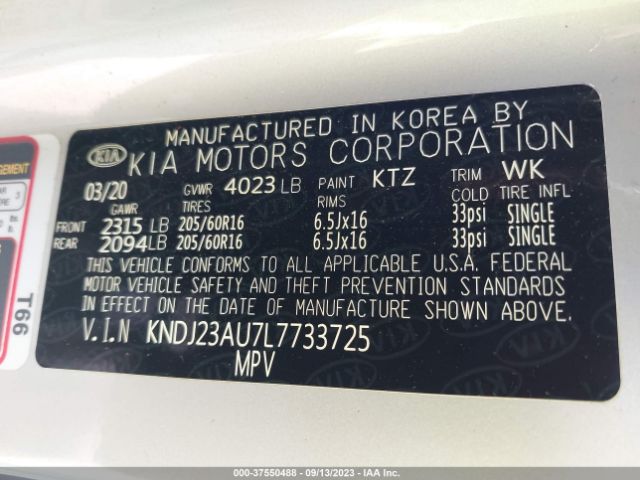 MANUFACTURED IN KOREA BY
KIA KIA MOTORS CORPORATION
03/20 GVWR 4023 LB PAINT KTZ TRIM WK
GAWR TIRES RIMS COLD TIRE INFL
FRONT 2315 LB 205/60R16 6.5Jx16 33psi SINGLE
REAR 2094 LB 205/60R16 6.5Jx16 33psi SINGLE
THIS VEHICLE CONFORMS TO ALL APPLICABLE U.S.A. FEDERAL
MOTOR VEHICLE SAFETY AND THEFT PREVENTION STANDARDS
IN EFFECT ON THE DATE OF MANUFACTURE SHOWN ABOVE.
V.I.N KNDJ23AU7L7733725
MPV
T66
000-37550488 - 09/13/2023 - IAA Inc.